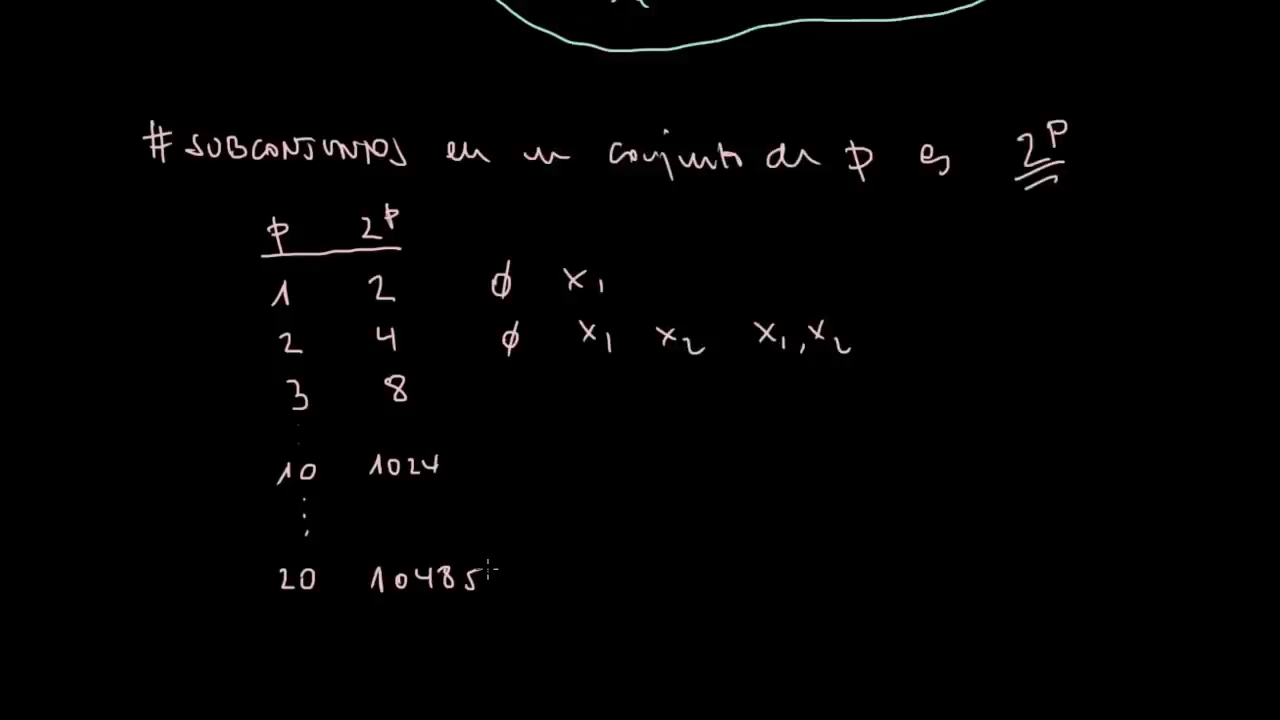 # SUBCONJUNTOS en un conjunto de p es 2^p
p 2^p
1 2 ϕ x₁
2 4 ϕ x₁ x₂ x₁, x₂
3 8
⋮
10 1024
⋮
20 10485